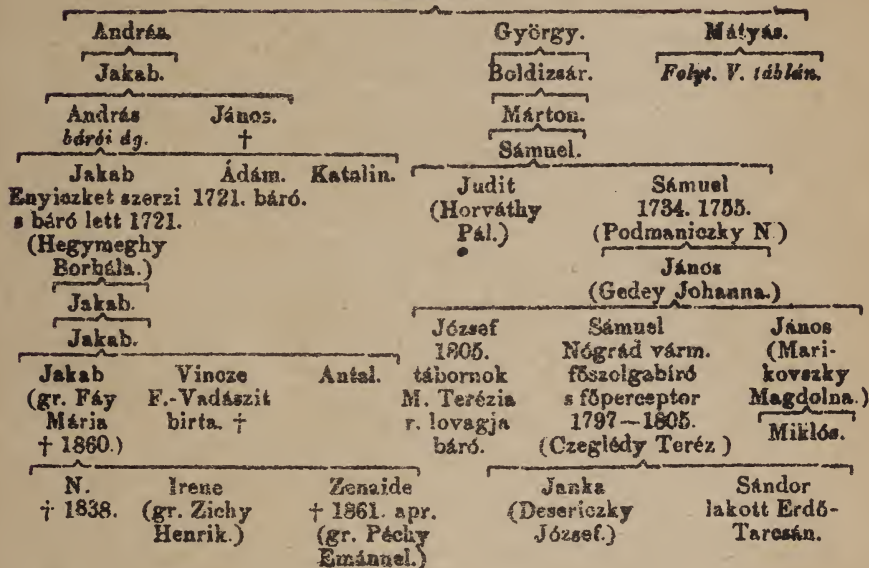 András. György. Mátyás.
Jakab. Boldizsár. Folyt. V. táblán.
András János. Márton.
bárói ág. † Sámuel.
Jakab Ádám. Katalin. Judit Sámuel
Enyiczket szerzi 1721. báró. (Horváthy 1734. 1755.
s báró lett 1721. Pál.) (Podmaniczky N.)
(Hegymeghy János
Borbála.) (Gedey Johanna.)
Jakab.
Jakab. József Sámuel János
1805. Nógrád várm. (Mari-
Jakab Vincze Antal. tábornok főszolgabíró kovszky
(gr. Fáy F.-Vadászit M. Terézia s főperceptor Magdolna.)
Mária birta. † r. lovagja 1797—1805. Miklós.
† 1860.) báró. (Czeglédy Teréz )
N. Irene Zenaide Janka Sándor
† 1838. (gr. Zichy † 1861. apr. (Desericzky lakott Erdő-
Henrik.) (gr. Péchy József.) Tarcsán.
Emánuel.)